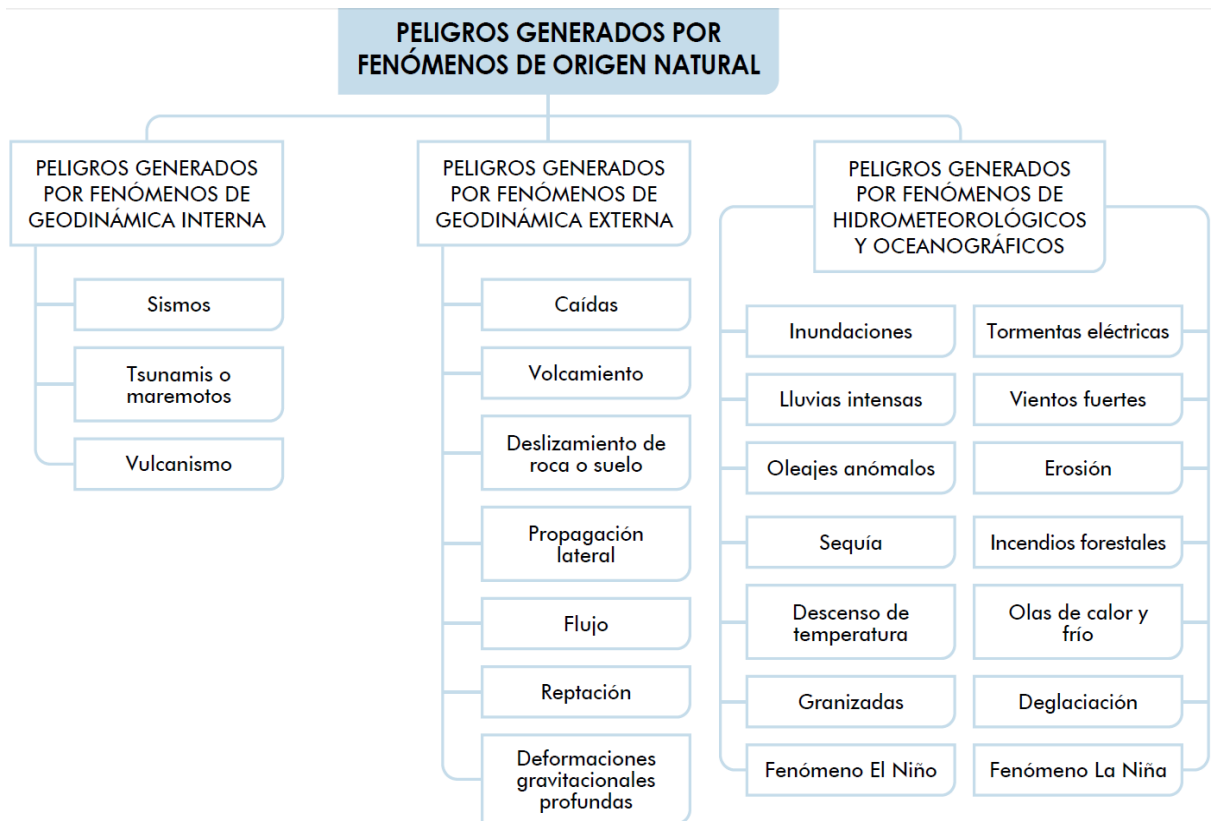 PELIGROS GENERADOS POR
FENÓMENOS DE ORIGEN NATURAL
PELIGROS GENERADOS
POR FENÓMENOS DE
GEODINÁMICA INTERNA
Sismos
Tsunamis o
maremotos
Vulcanismo
PELIGROS GENERADOS
POR FENÓMENOS DE
GEODINÁMICA EXTERNA
Caídas
Volcamiento
Deslizamiento de
roca o suelo
Propagación
lateral
Flujo
Reptación
Deformaciones
gravitacionales
profundas
PELIGROS GENERADOS
POR FENÓMENOS DE
HIDROMETEOROLÓGICOS
Y OCEANOGRÁFICOS
Inundaciones
Lluvias intensas
Oleajes anómalos
Sequía
Descenso de
temperatura
Granizadas
Fenómeno El Niño
Tormentas eléctricas
Vientos fuertes
Erosión
Incendios forestales
Olas de calor y
frío
Deglaciación
Fenómeno La Niña